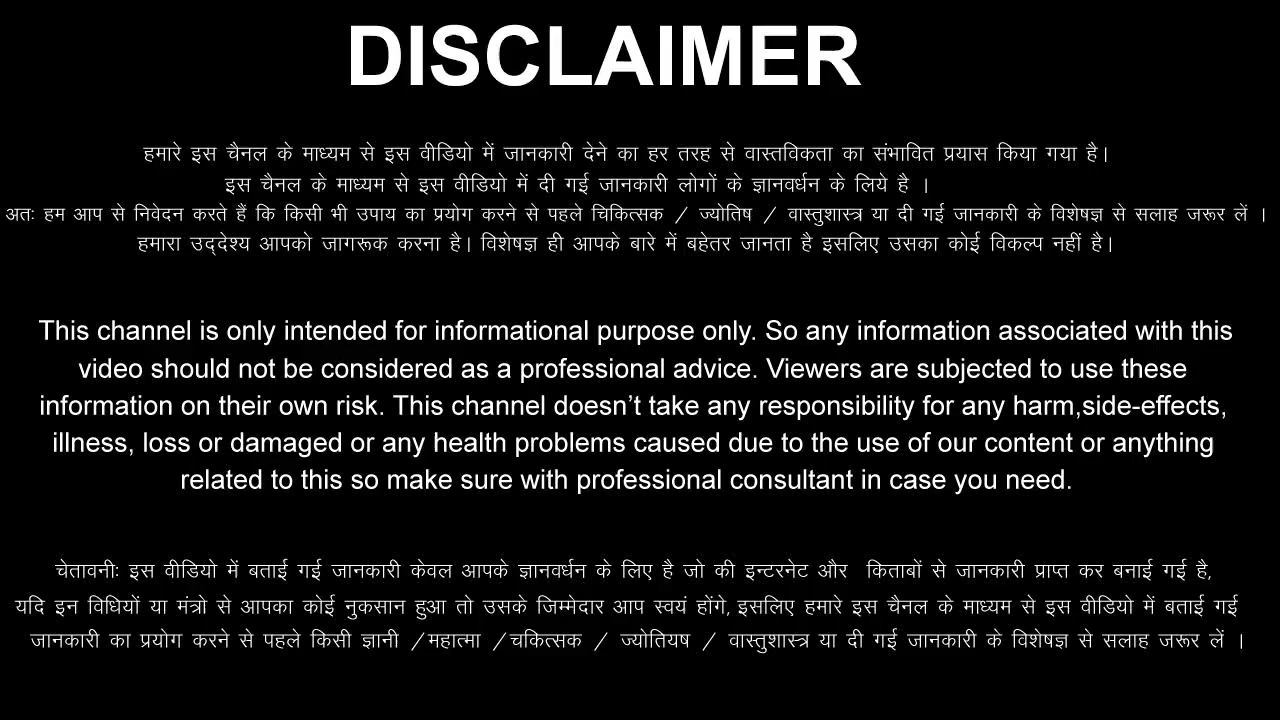 DISCLAIMER
हमारे इस चैनल के माध्यम से इस वीडियो में जानकारी देने का हर तरह से वास्तविकता का संभावित प्रयास किया गया है।
इस चैनल के माध्यम से इस वीडियो में दी गई जानकारी लोगों के ज्ञानवर्धन के लिये है ।
अतः हम आप से निवेदन करते हैं कि किसी भी उपाय का प्रयोग करने से पहले चिकित्सक / ज्योतिष / वास्तुशास्त्र या दी गई जानकारी के विशेषज्ञ से सलाह जरूर लें ।
हमारा उद्देश्य आपको जागरूक करना है। विशेषज्ञ ही आपके बारे में बहेतर जानता है इसलिए उसका कोई विकल्प नहीं है।
This channel is only intended for informational purpose only. So any information associated with this
video should not be considered as a professional advice. Viewers are subjected to use these
information on their own risk. This channel doesn’t take any responsibility for any harm,side-effects,
illness, loss or damaged or any health problems caused due to the use of our content or anything
related to this so make sure with professional consultant in case you need.
चेतावनीः इस वीडियो में बताई गई जानकारी केवल आपके ज्ञानवर्धन के लिए है जो की इन्टरनेट और किताबों से जानकारी प्राप्त कर बनाई गई है,
यदि इन विधियों या मंत्रो से आपका कोई नुकसान हुआ तो उसके जिम्मेदार आप स्वयं होंगे, इसलिए हमारे इस चैनल के माध्यम से इस वीडियो में बताई गई
जानकारी का प्रयोग करने से पहले किसी ज्ञानी /महात्मा /चकित्सक / ज्योतियष / वास्तुशास्त्र या दी गई जानकारी के विशेषज्ञ से सलाह जरूर लें ।